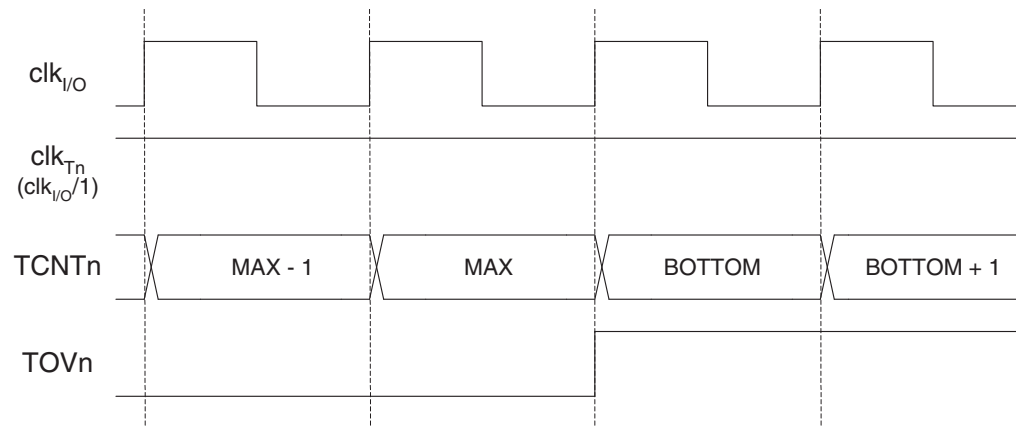 clkI/O
clkTn
(clkI/O/1)
TCNTn MAX - 1 MAX BOTTOM BOTTOM + 1
TOVn